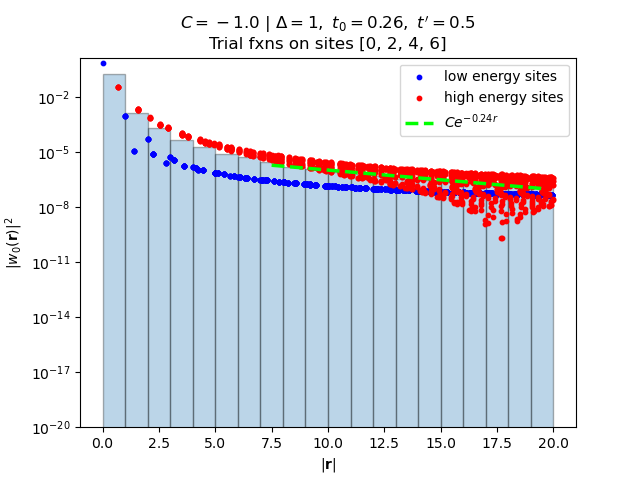 C = −1.0 | Δ = 1, t₀ = 0.26, t′ = 0.5
Trial fxns on sites [0, 2, 4, 6]
low energy sites
high energy sites
Ce⁻⁰·²⁴ʳ
|w₀(r)|²
10⁻²
10⁻⁵
10⁻⁸
10⁻¹¹
10⁻¹⁴
10⁻¹⁷
10⁻²⁰
0.0 2.5 5.0 7.5 10.0 12.5 15.0 17.5 20.0
|r|